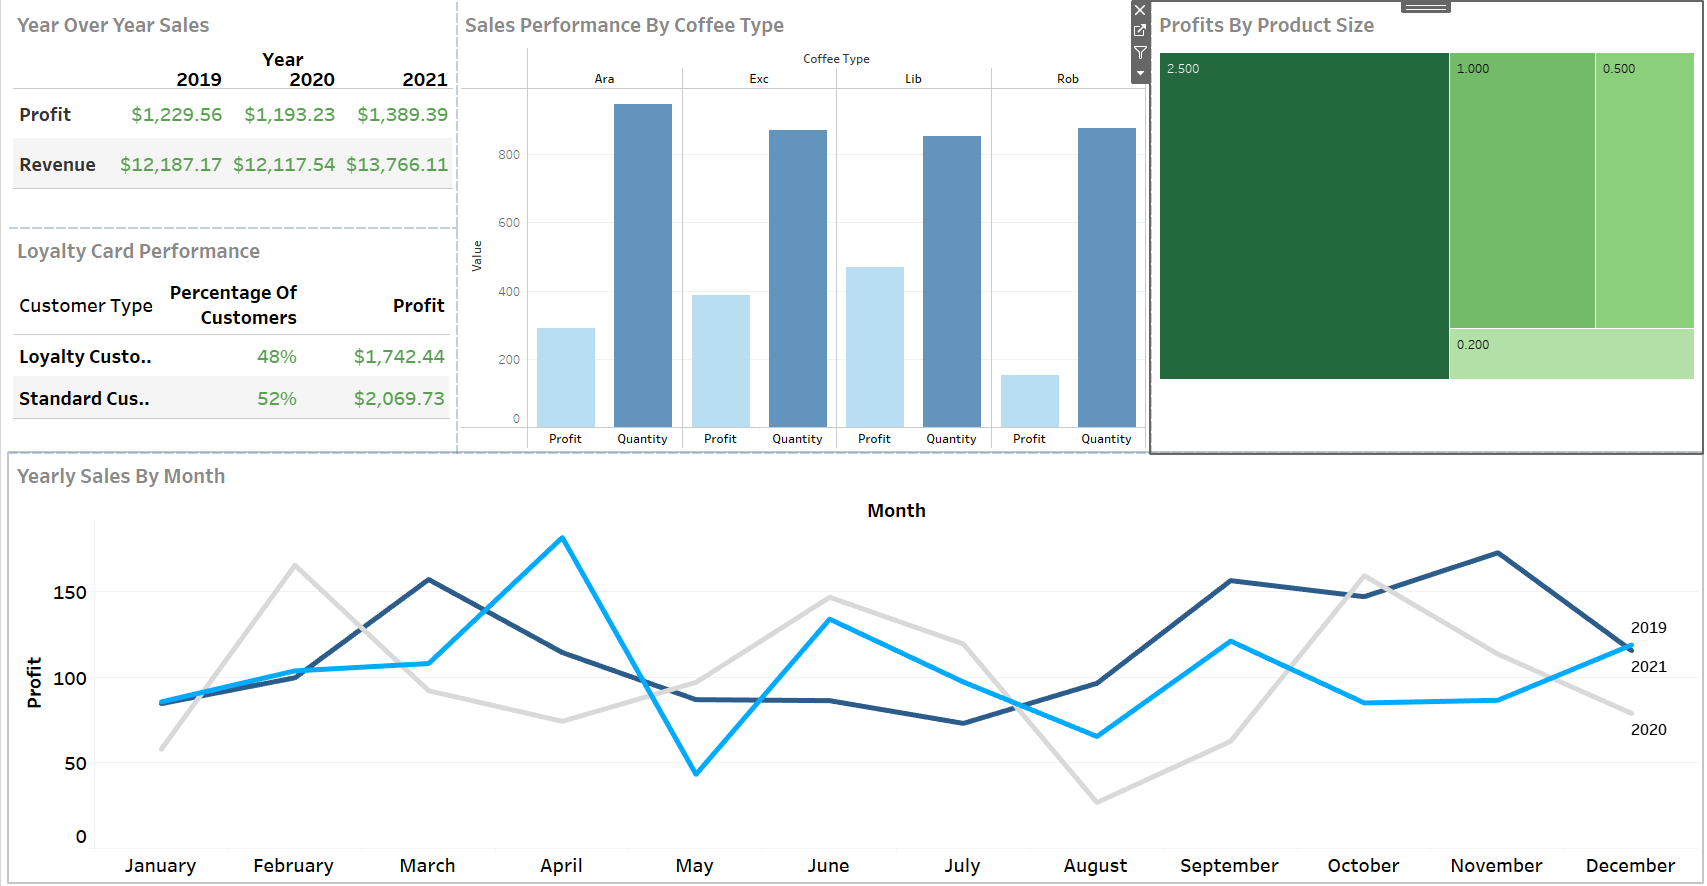 Year Over Year Sales
Year
2019 2020 2021
Profit $1,229.56 $1,193.23 $1,389.39
Revenue $12,187.17 $12,117.54 $13,766.11
Loyalty Card Performance
Customer Type Percentage Of Customers Profit
Loyalty Custo.. 48% $1,742.44
Standard Cus.. 52% $2,069.73
Sales Performance By Coffee Type
Coffee Type
Ara Exc Lib Rob
Value
800
600
400
200
0
Profit Quantity Profit Quantity Profit Quantity Profit Quantity
Profits By Product Size
2.500 1.000 0.500
0.200
Yearly Sales By Month
Month
Profit
150
100
50
0
2019
2021
2020
January February March April May June July August September October November December